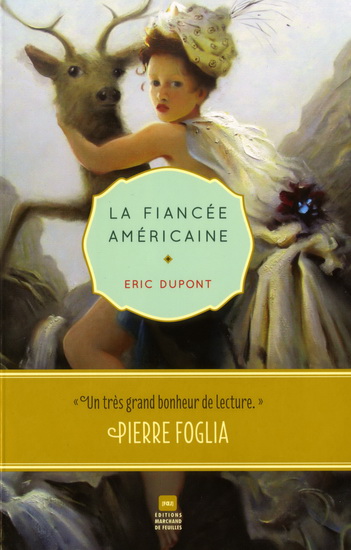 LA FIANCÉE
AMÉRICAINE
ERIC DUPONT
« Un très grand bonheur de lecture. »
PIERRE FOGLIA
ÉDITIONS
MARCHAND
DE FEUILLES